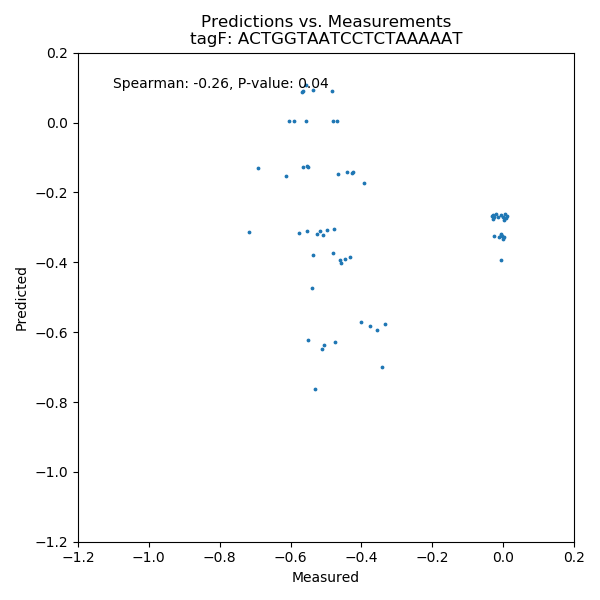 Predictions vs. Measurements
tagF: ACTGGTAATCCTCTAAAAAT
Spearman: -0.26, P-value: 0.04
0.2
0.0
−0.2
−0.4
−0.6
−0.8
−1.0
−1.2
Predicted
−1.2 −1.0 −0.8 −0.6 −0.4 −0.2 0.0 0.2
Measured